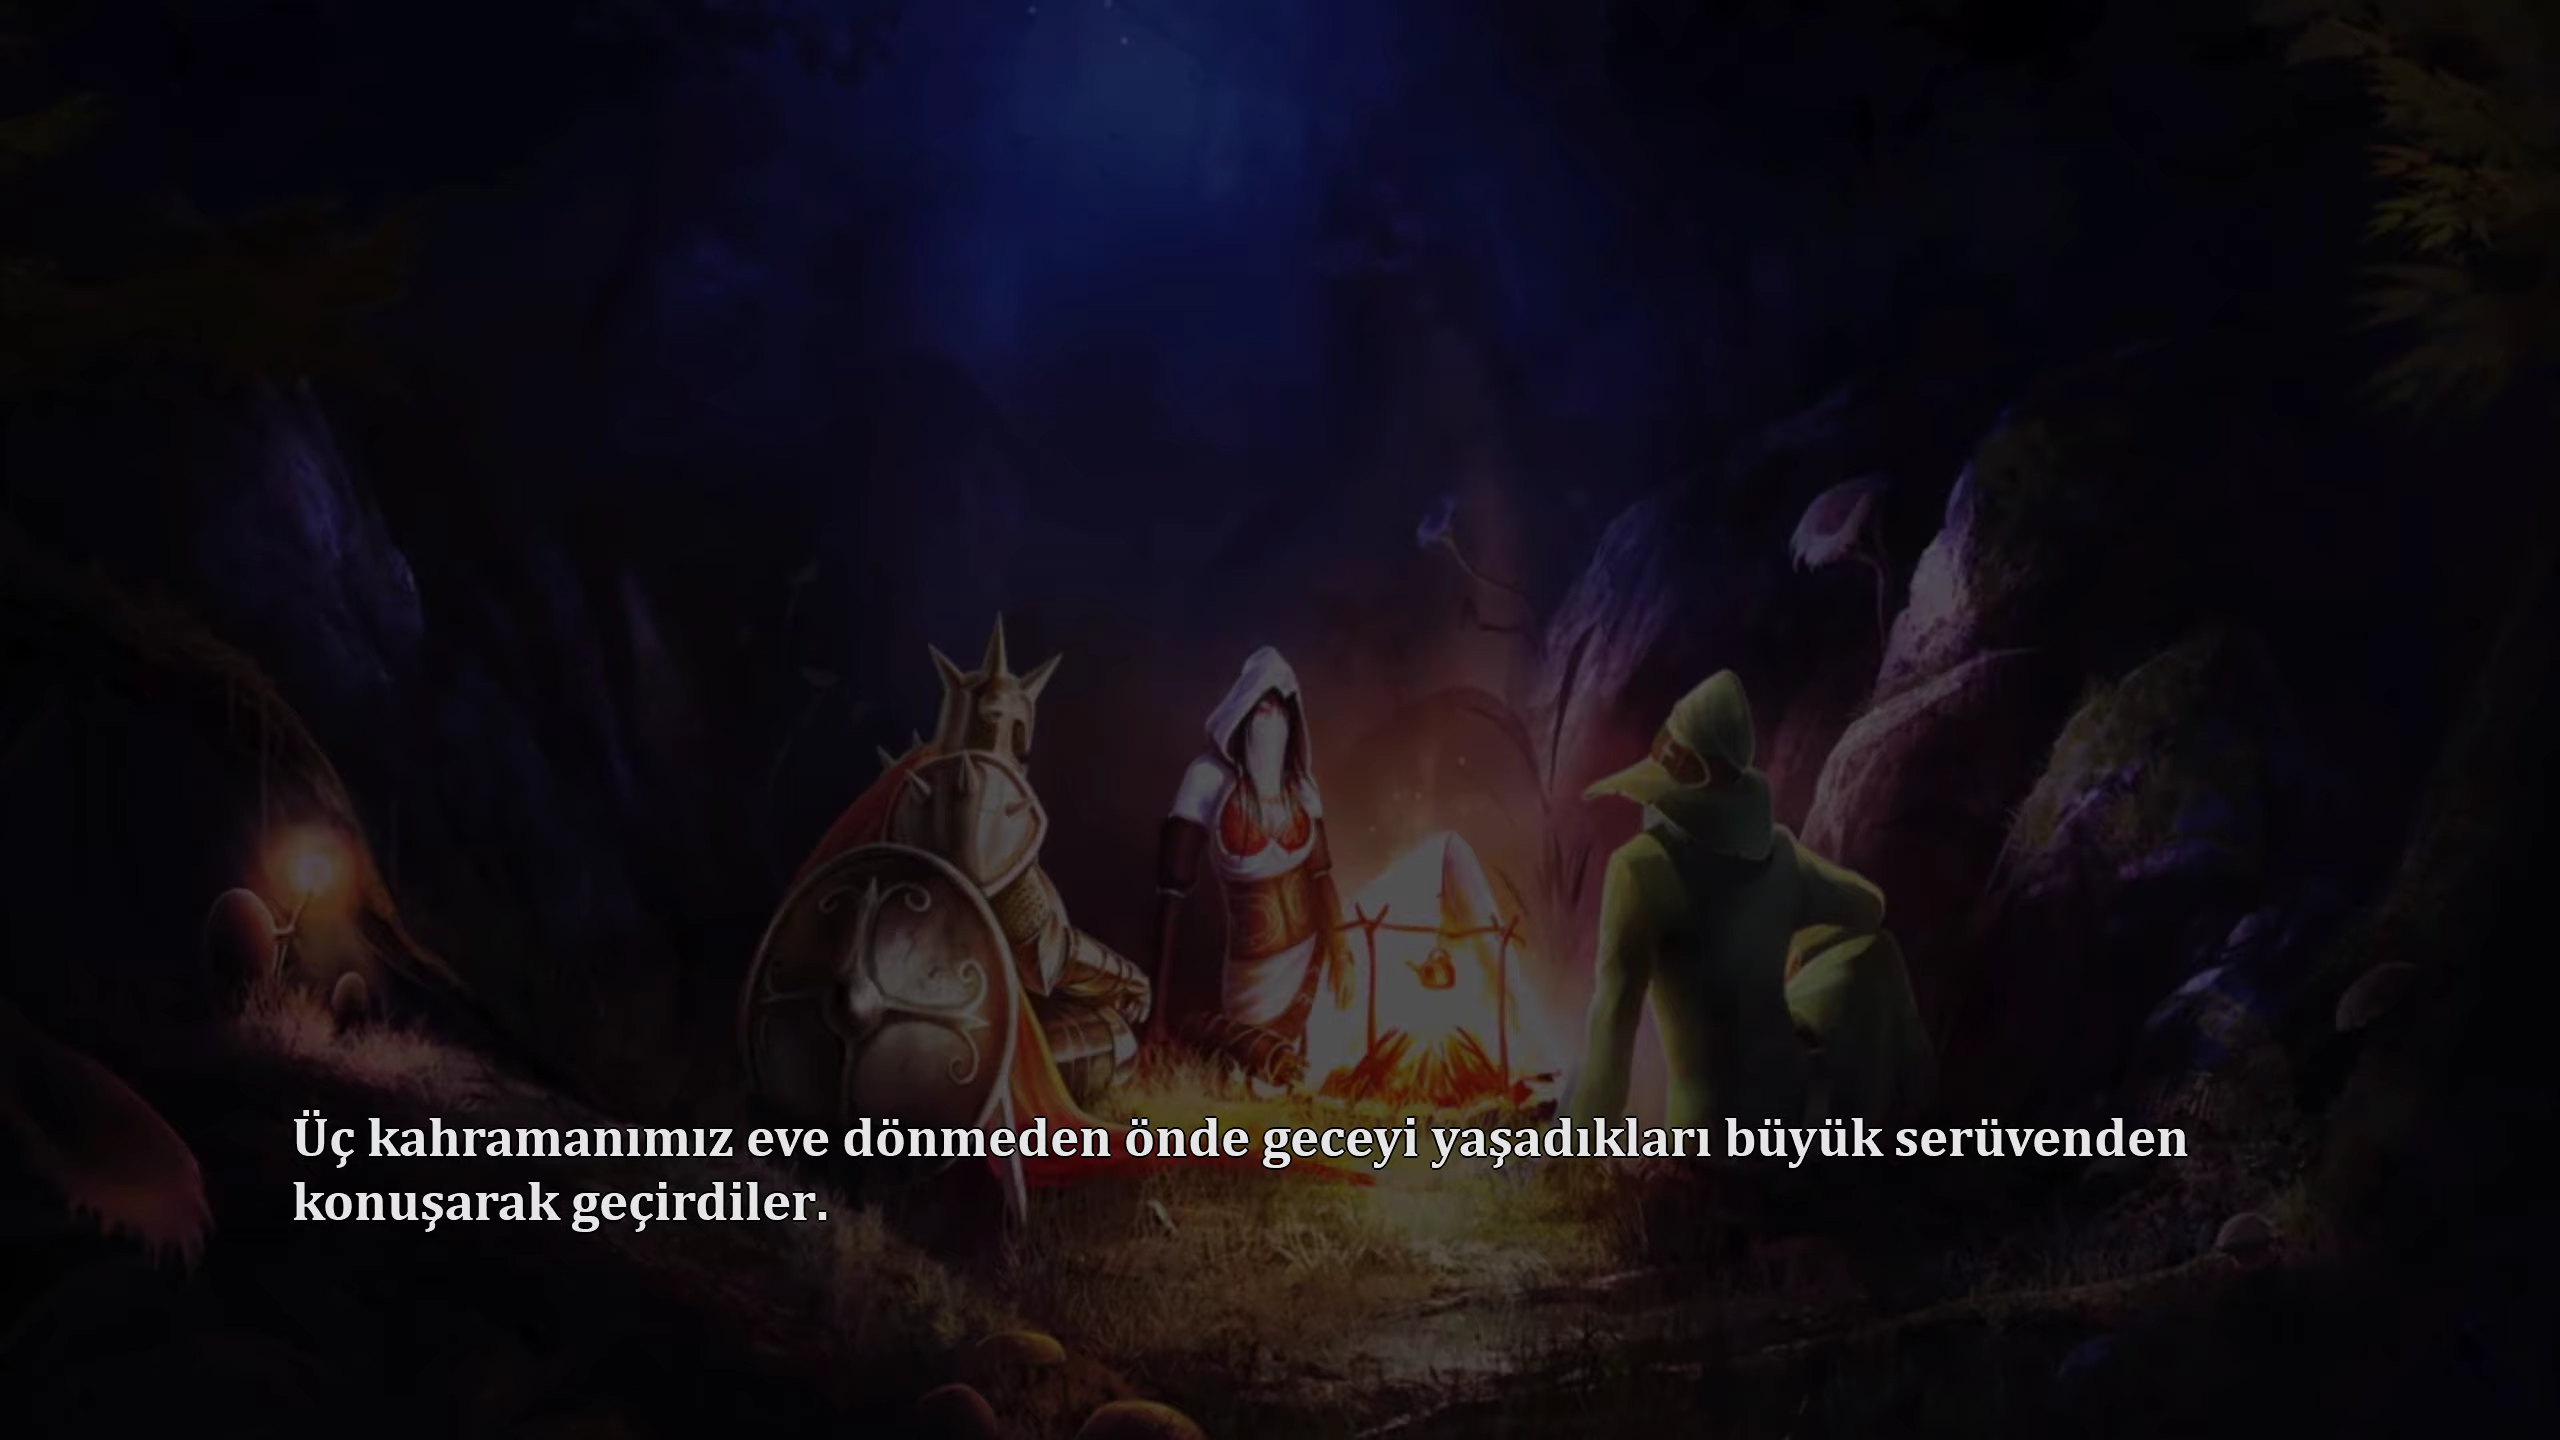 Üç kahramanımız eve dönmeden önde geceyi yaşadıkları büyük serüvenden
konuşarak geçirdiler.